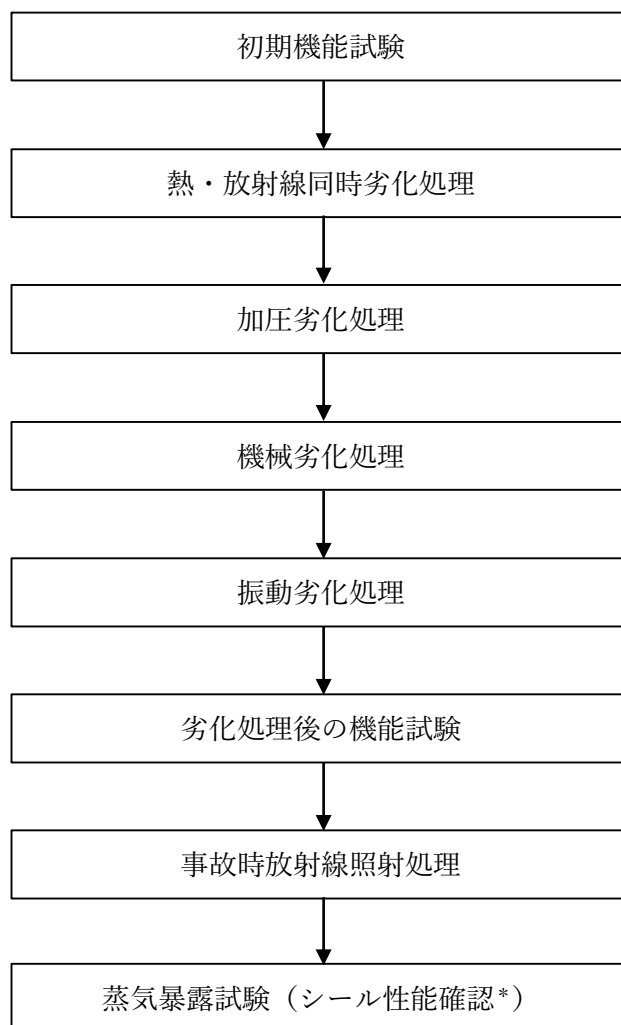 初期機能試験
熱・放射線同時劣化処理
加圧劣化処理
機械劣化処理
振動劣化処理
劣化処理後の機能試験
事故時放射線照射処理
蒸気暴露試験（シール性能確認*）